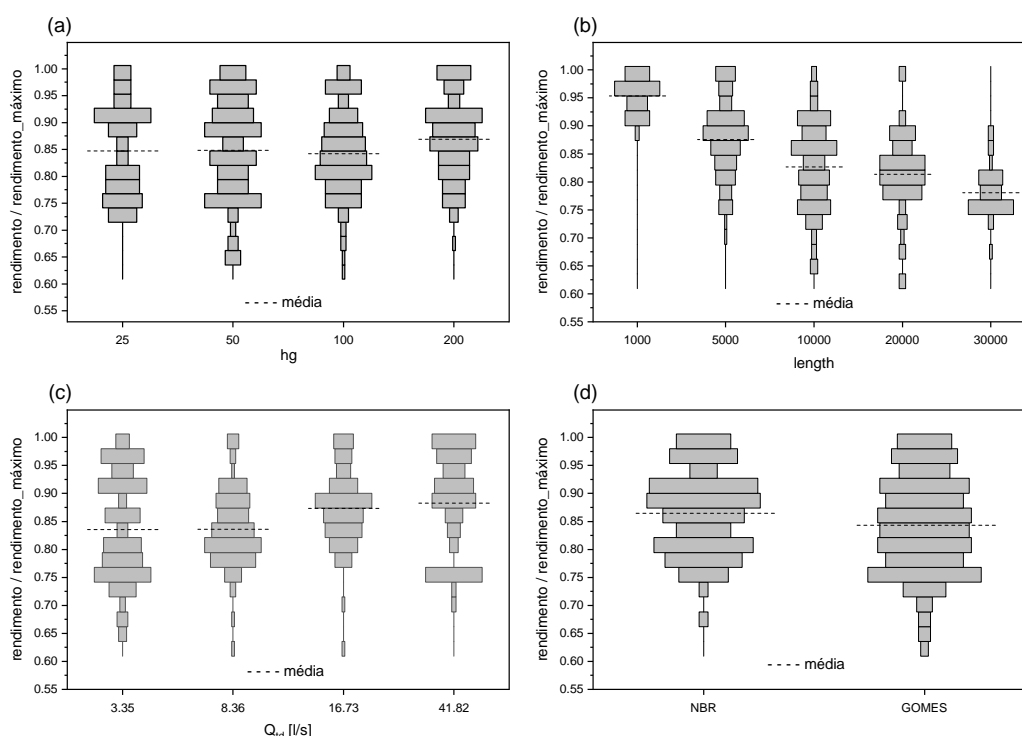 (a)
rendimento / rendimento_máximo
1.00
0.95
0.90
0.85
0.80
0.75
0.70
0.65
0.60
0.55
média
25 50 100 200
hg
(b)
rendimento / rendimento_máximo
1.00
0.95
0.90
0.85
0.80
0.75
0.70
0.65
0.60
0.55
média
1000 5000 10000 20000 30000
length
(c)
rendimento / rendimento_máximo
1.00
0.95
0.90
0.85
0.80
0.75
0.70
0.65
0.60
0.55
média
3.35 8.36 16.73 41.82
[l/s]
(d)
rendimento / rendimento_máximo
1.00
0.95
0.90
0.85
0.80
0.75
0.70
0.65
0.60
0.55
média
NBR GOMES